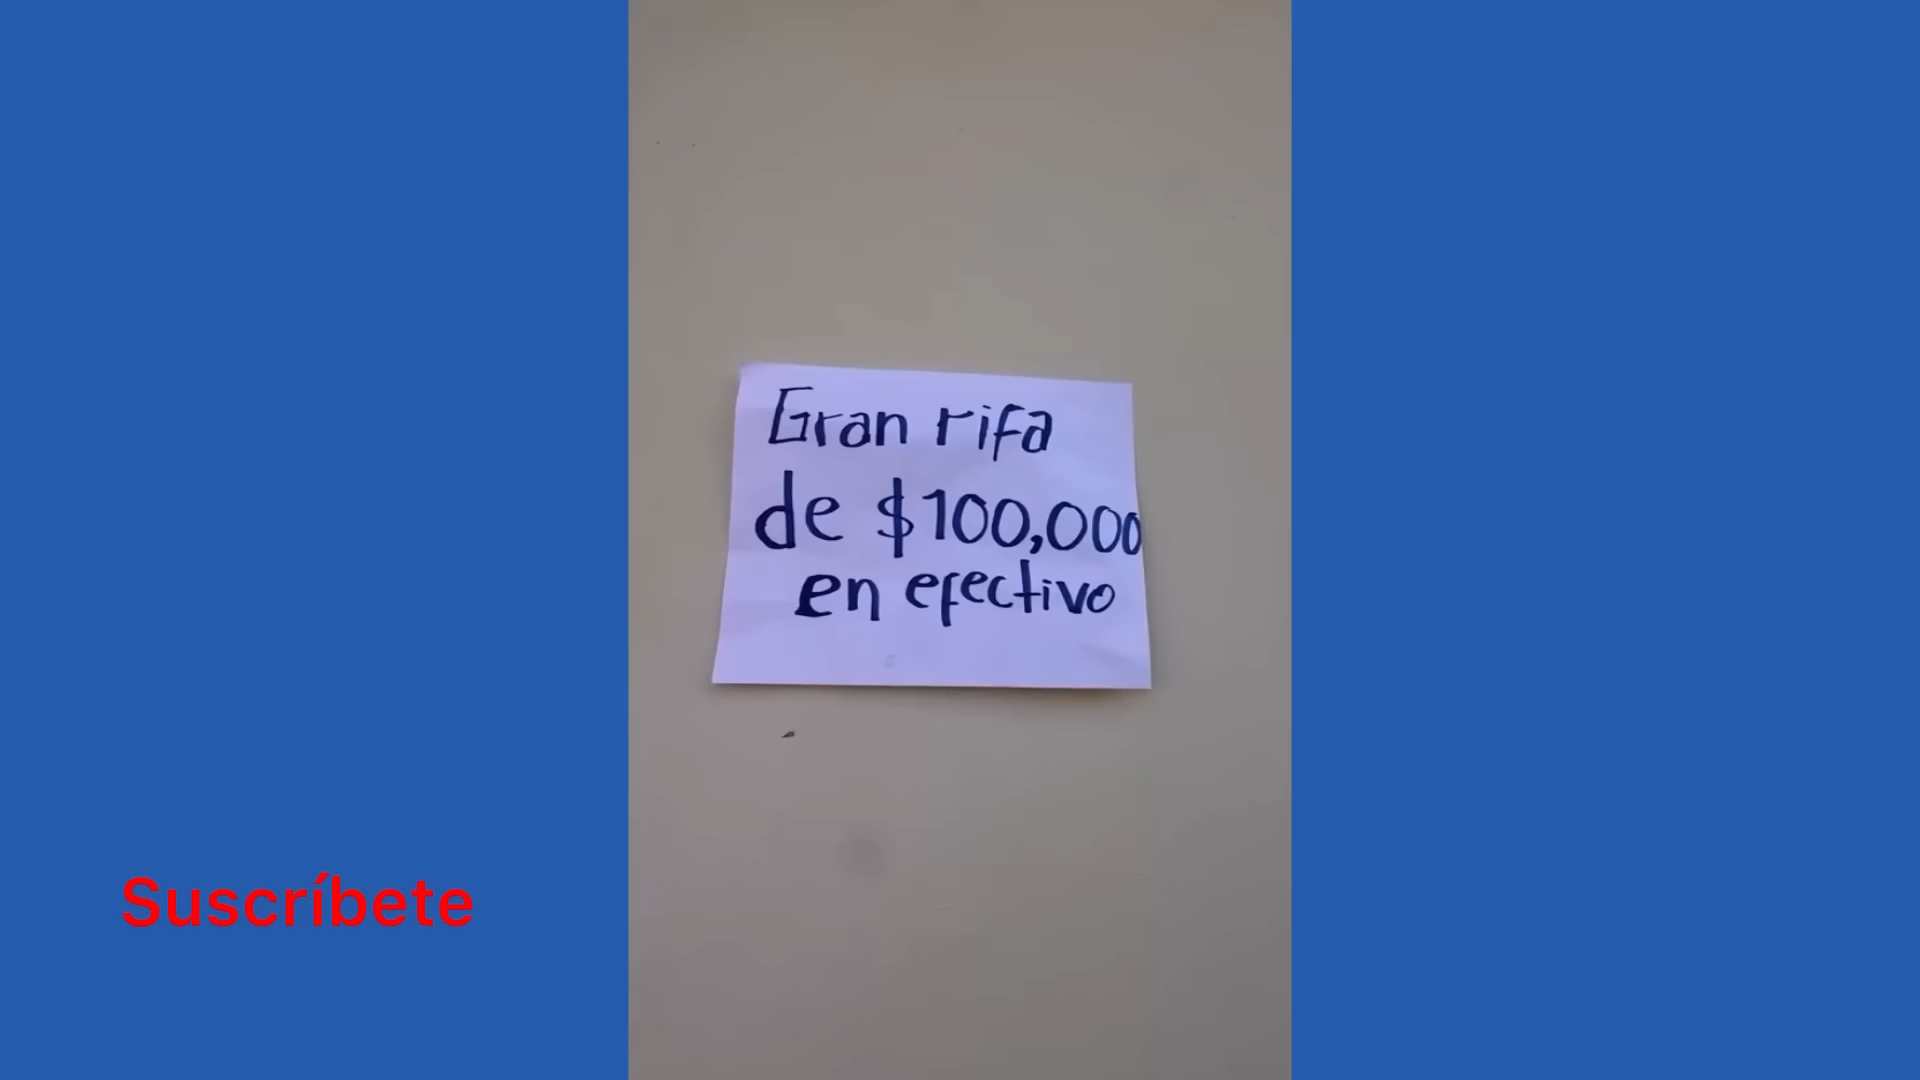 Gran rifa
de $100,000
en efectivo
Suscríbete